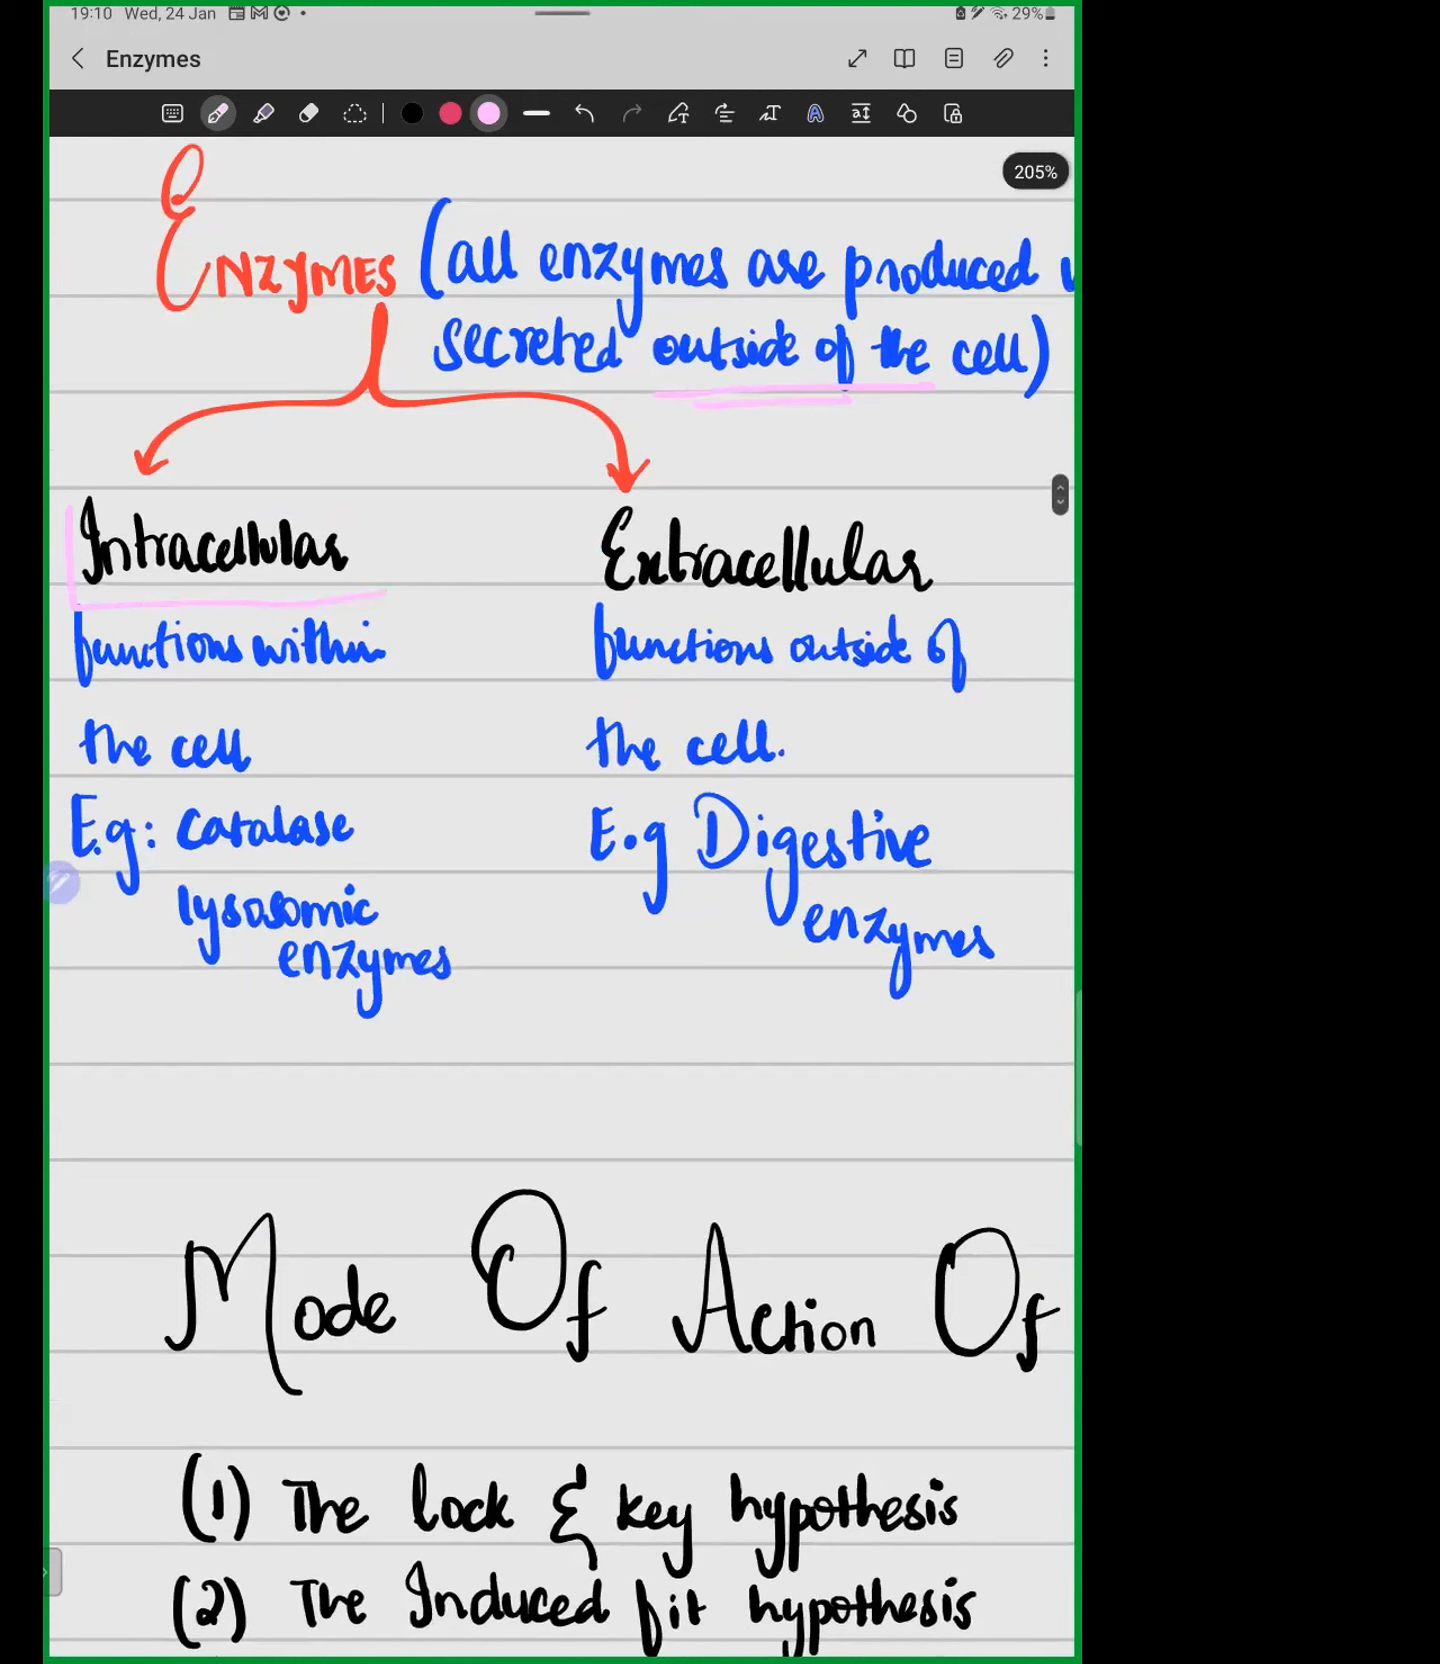 19:10 Wed, 24 Jan
29%
Enzymes
205%
ENZYMES (all enzymes are produced
secreted outside of the cell)
Intracellular
functions within
the cell
E.g: Catalase
lysosomic
enzymes
Extracellular
functions outside of
the cell.
E.g Digestive
enzymes
Mode Of Action Of
(1) The lock & key hypothesis
(2) The Induced fit hypothesis